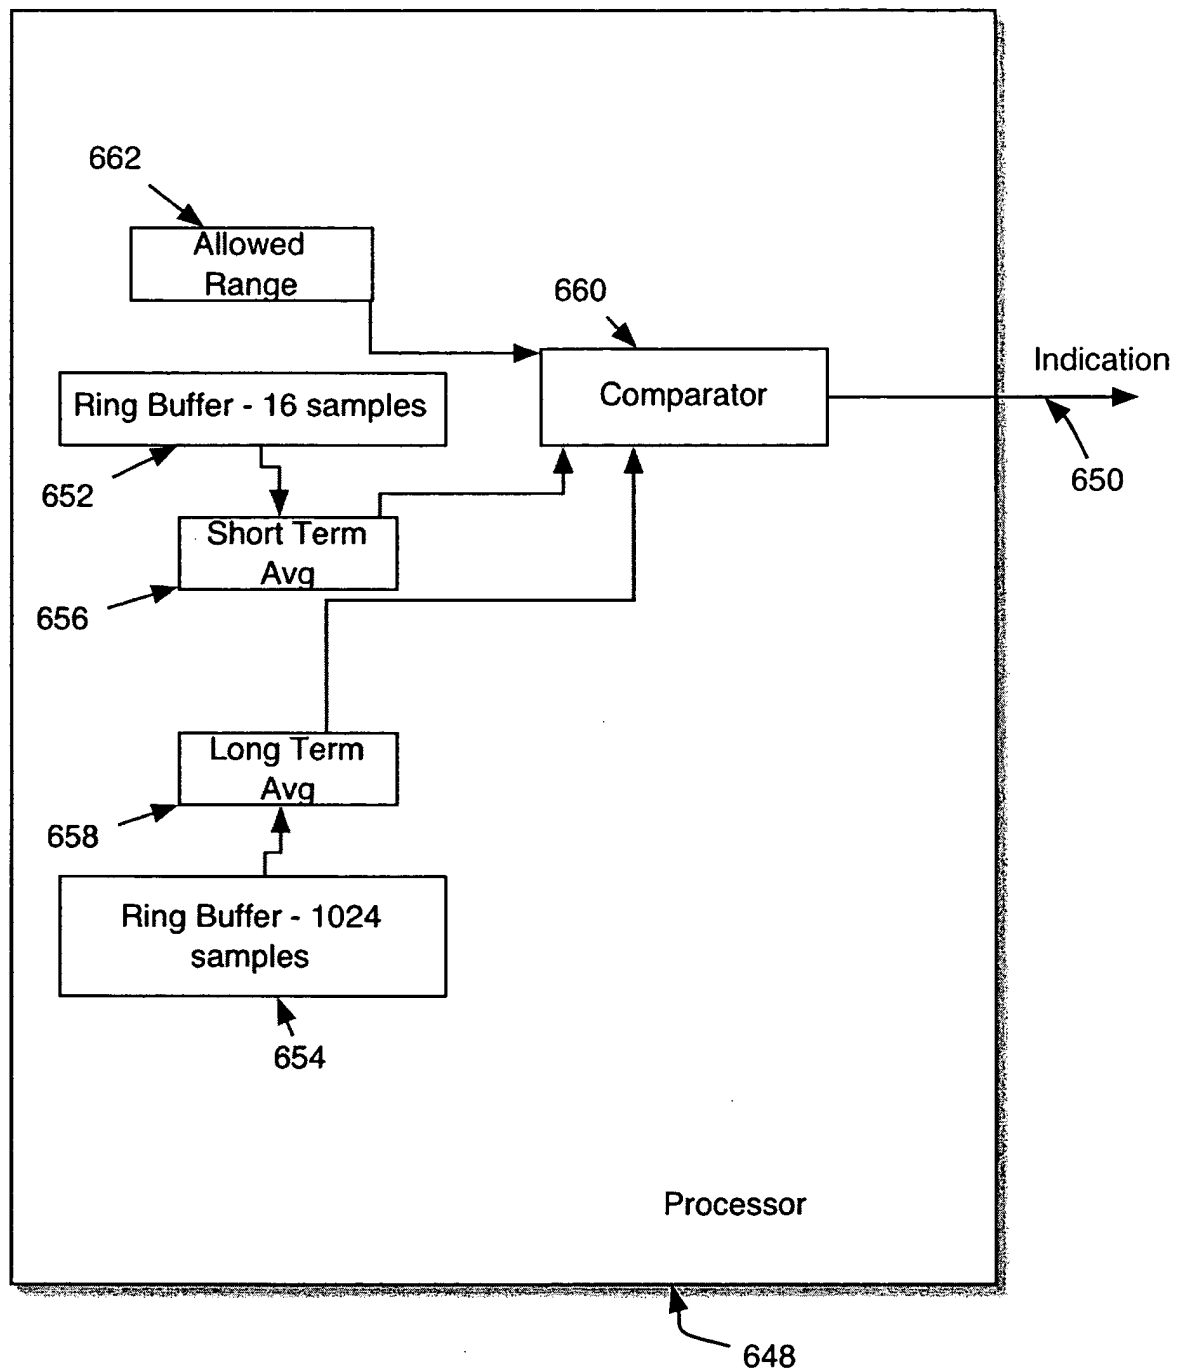 662
Allowed
Range
660
Comparator
Indication
650
Ring Buffer - 16 samples
652
Short Term
Avg
656
Long Term
Avg
658
Ring Buffer - 1024
samples
654
Processor
648